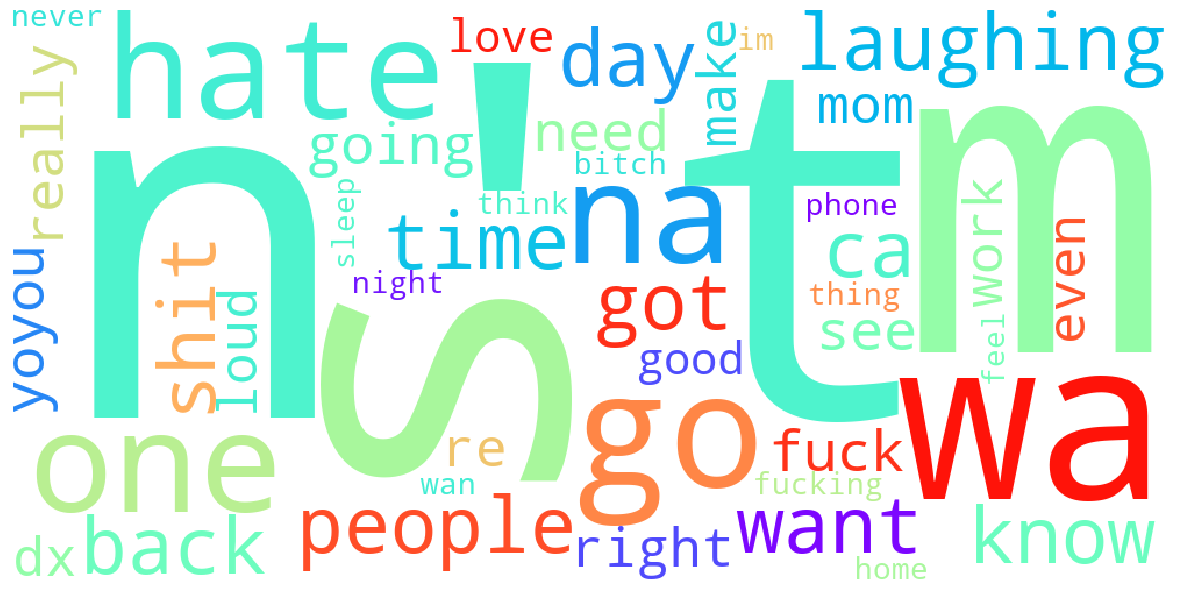 never
hate
love
day
make
im
laughing
really
going
need
mom
m
n
'
t
bitch
sleep
think
na
phone
work
time
ca
even
night
yoyou
shit
loud
s
got
thing
see
feel
good
wa
one
re
go
fuck
wan
fucking
dx
back
people
right
want
know
home